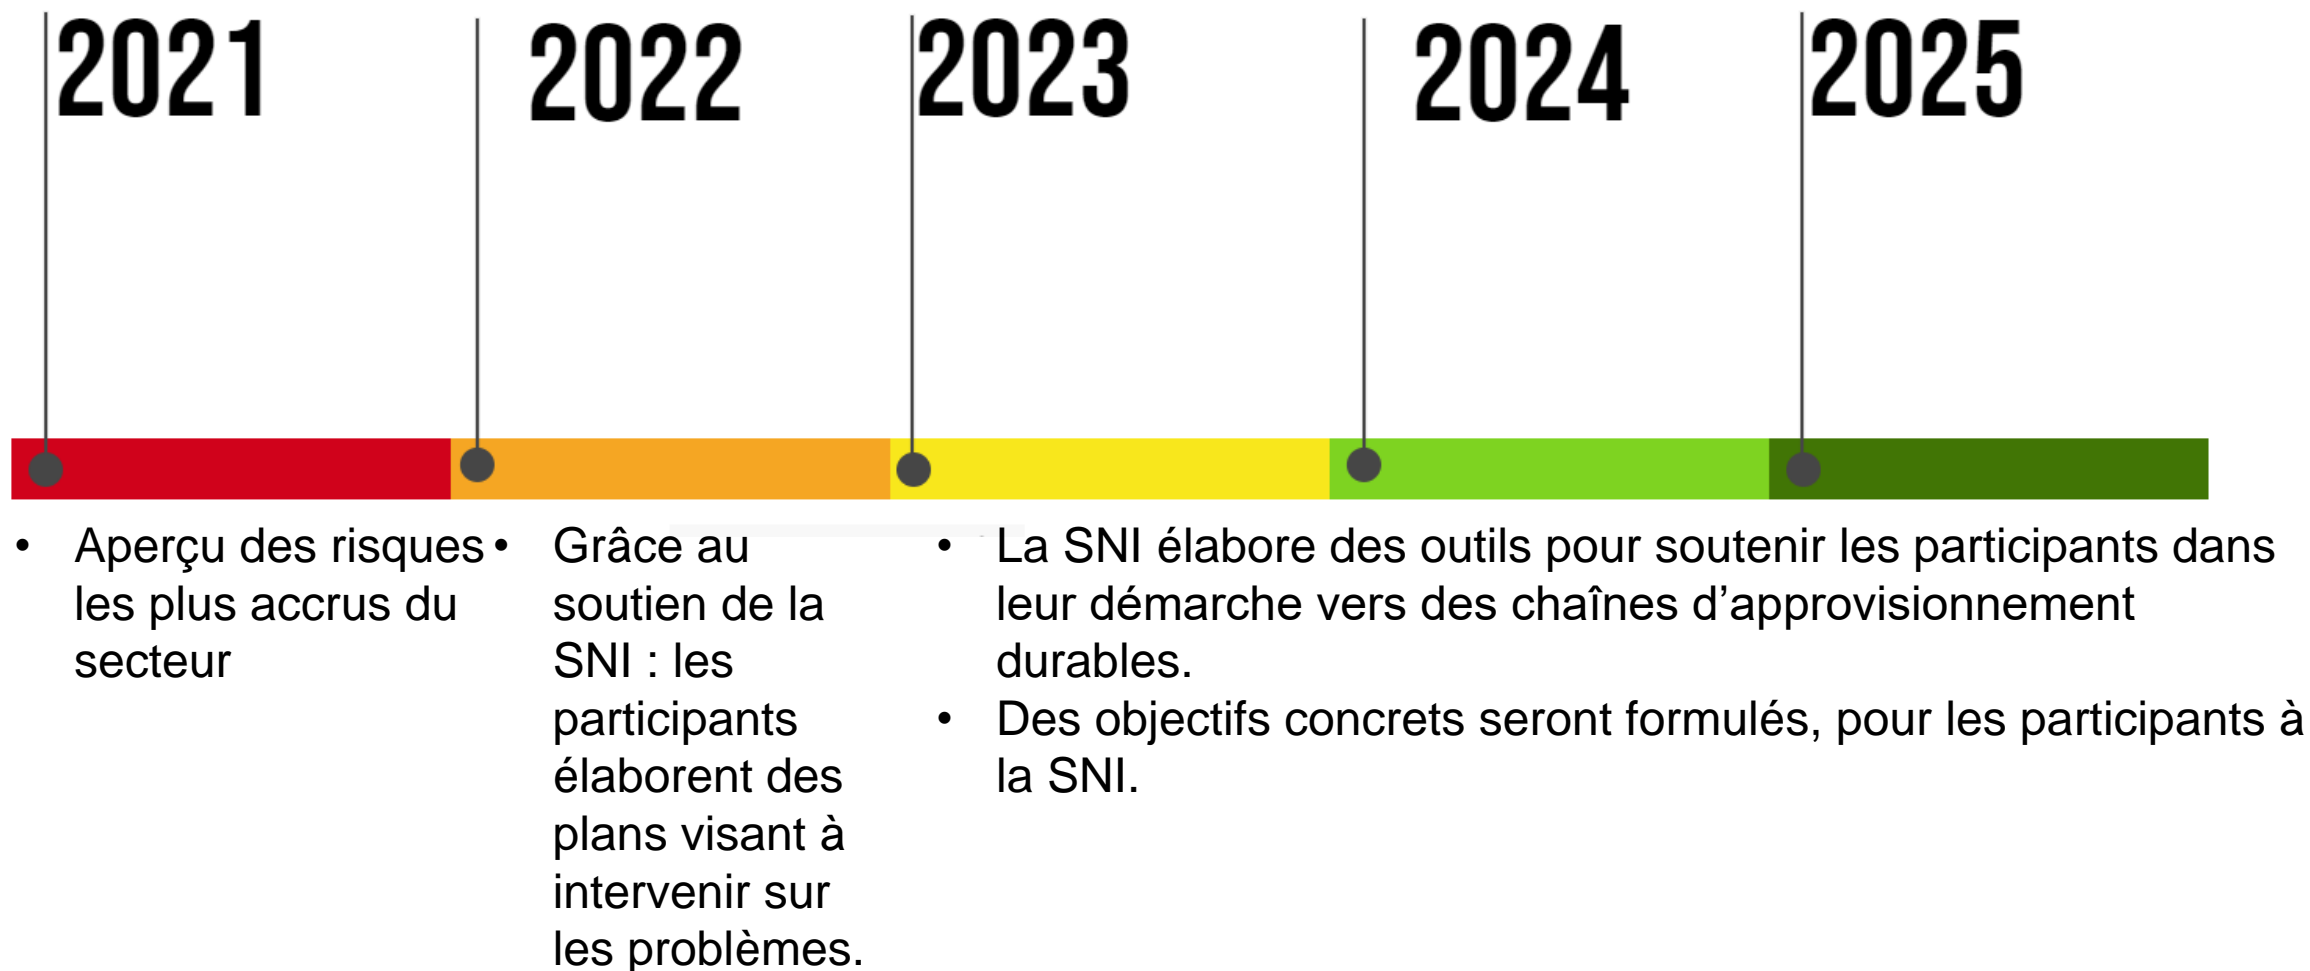 2021
2022
2023
2024
2025
• Aperçu des risques
les plus accrus du
secteur
• Grâce au
soutien de la
SNI : les
participants
élaborent des
plans visant à
intervenir sur
les problèmes.
• La SNI élabore des outils pour soutenir les participants dans
leur démarche vers des chaînes d’approvisionnement
durables.
• Des objectifs concrets seront formulés, pour les participants à
la SNI.